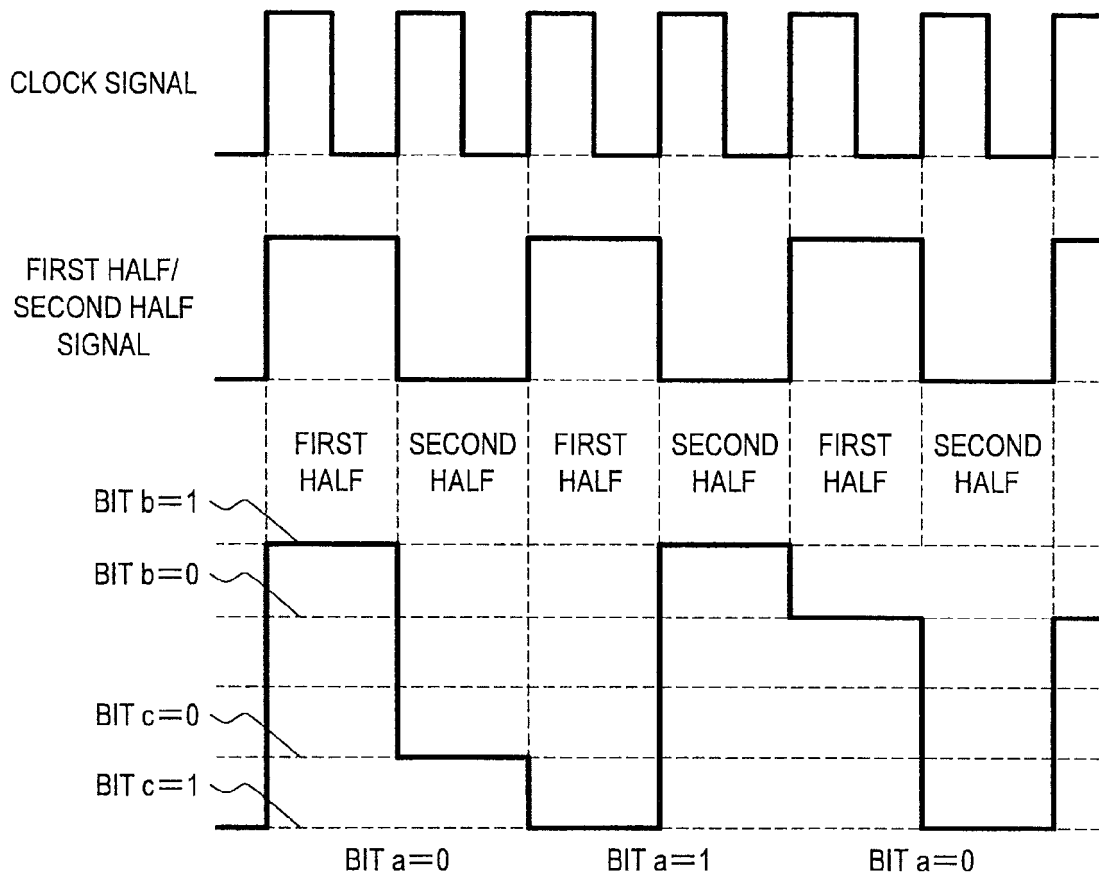 CLOCK SIGNAL
FIRST HALF/
SECOND HALF
SIGNAL
FIRST
HALF
SECOND
HALF
FIRST
HALF
SECOND
HALF
FIRST
HALF
SECOND
HALF
BIT b=1
BIT b=0
BIT c=0
BIT c=1
BIT a=0
BIT a=1
BIT a=0